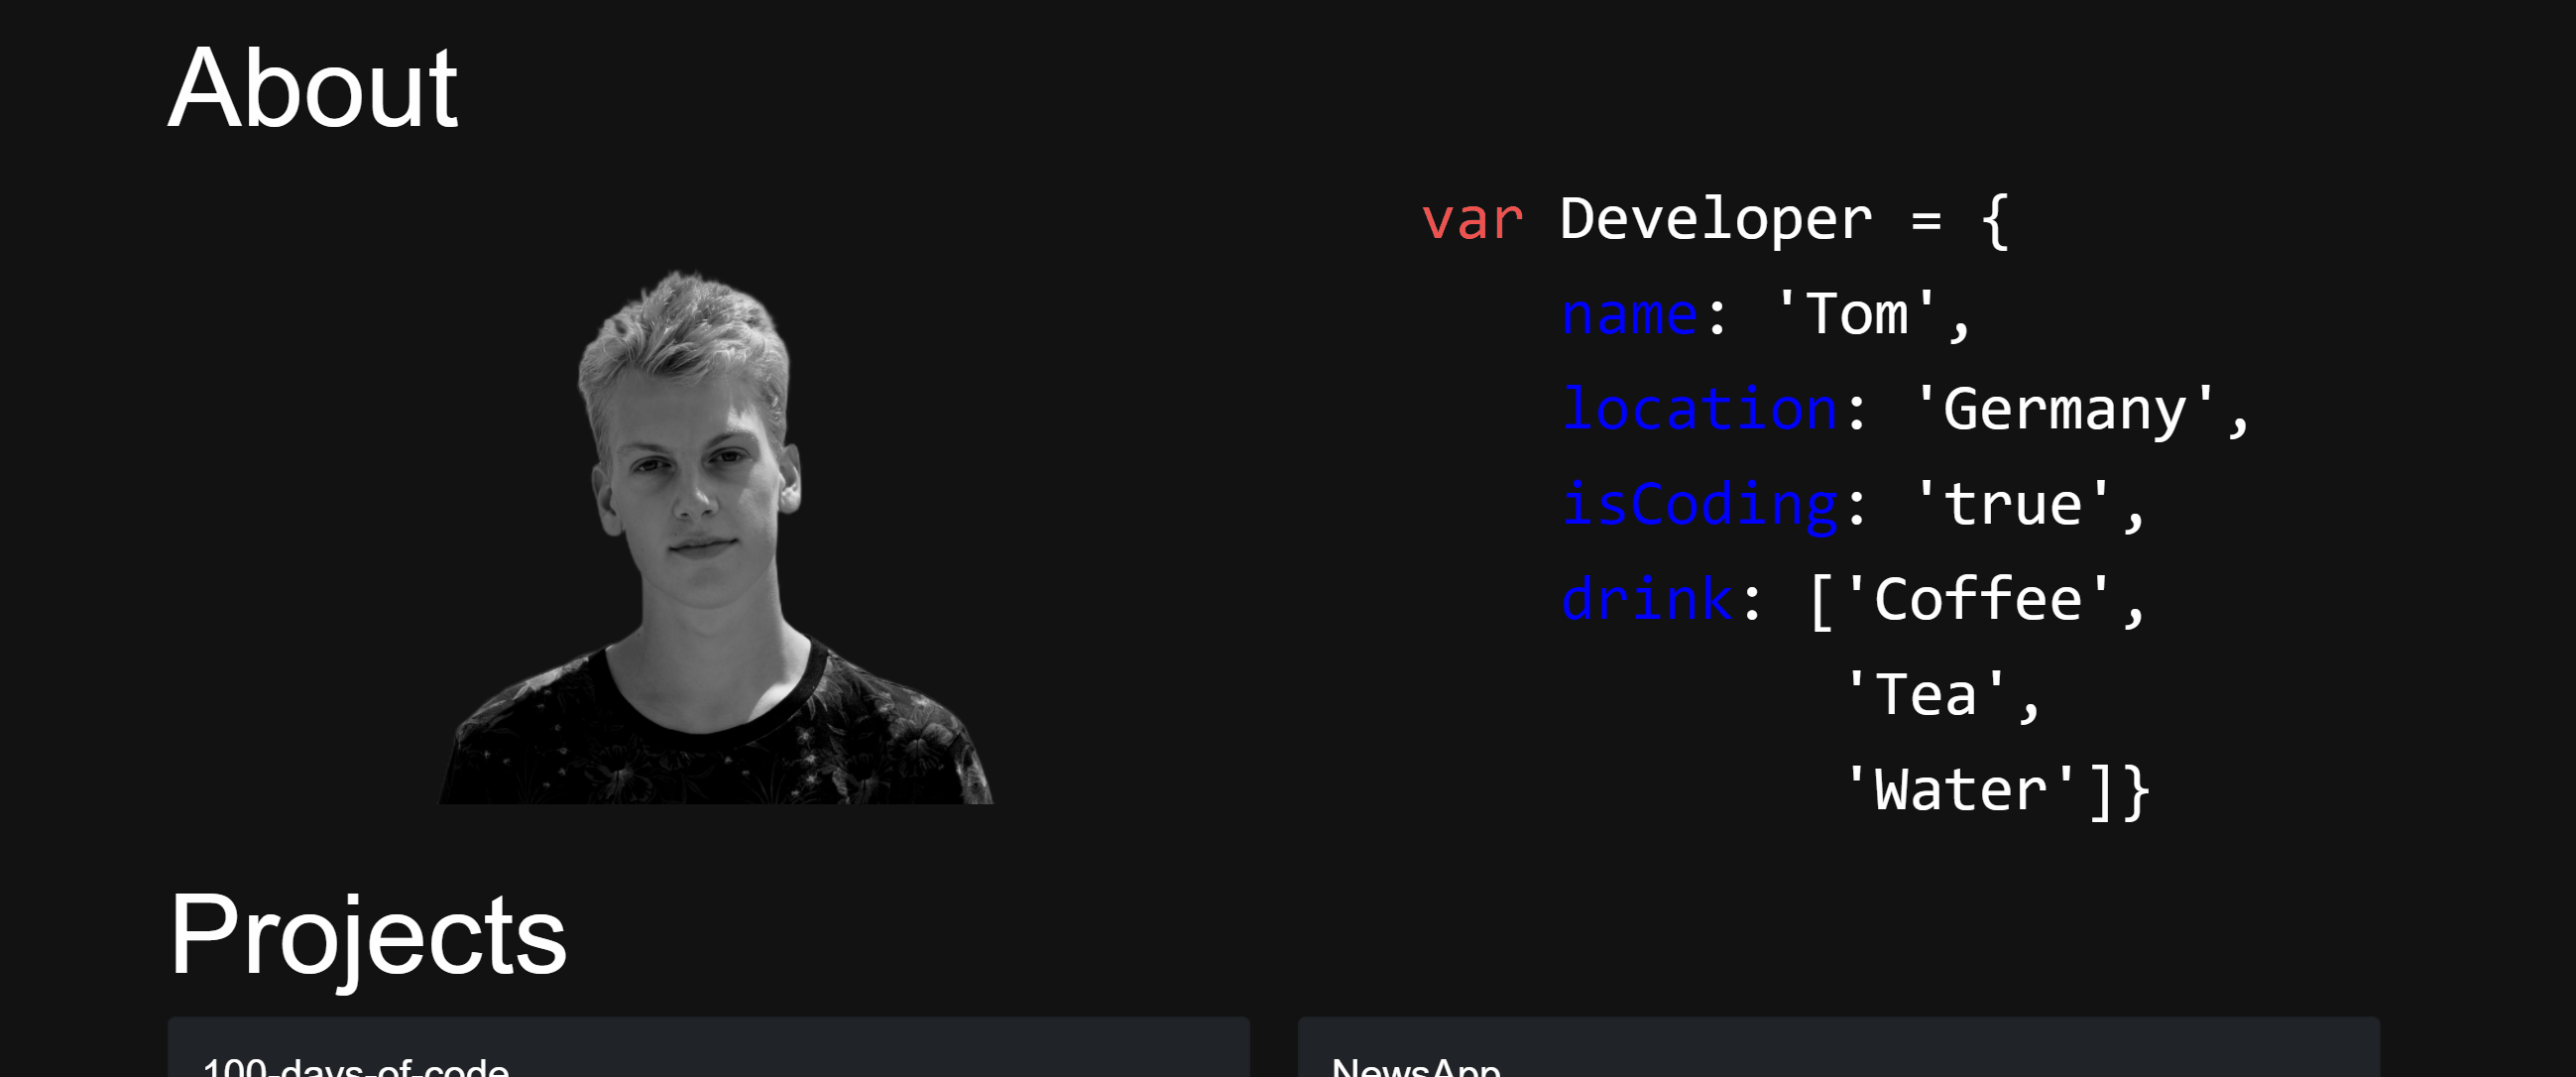 About
var Developer = {
name: 'Tom',
location: 'Germany',
isCoding: 'true',
drink: ['Coffee',
'Tea',
'Water']}
Projects
100-days-of-code
NewsApp